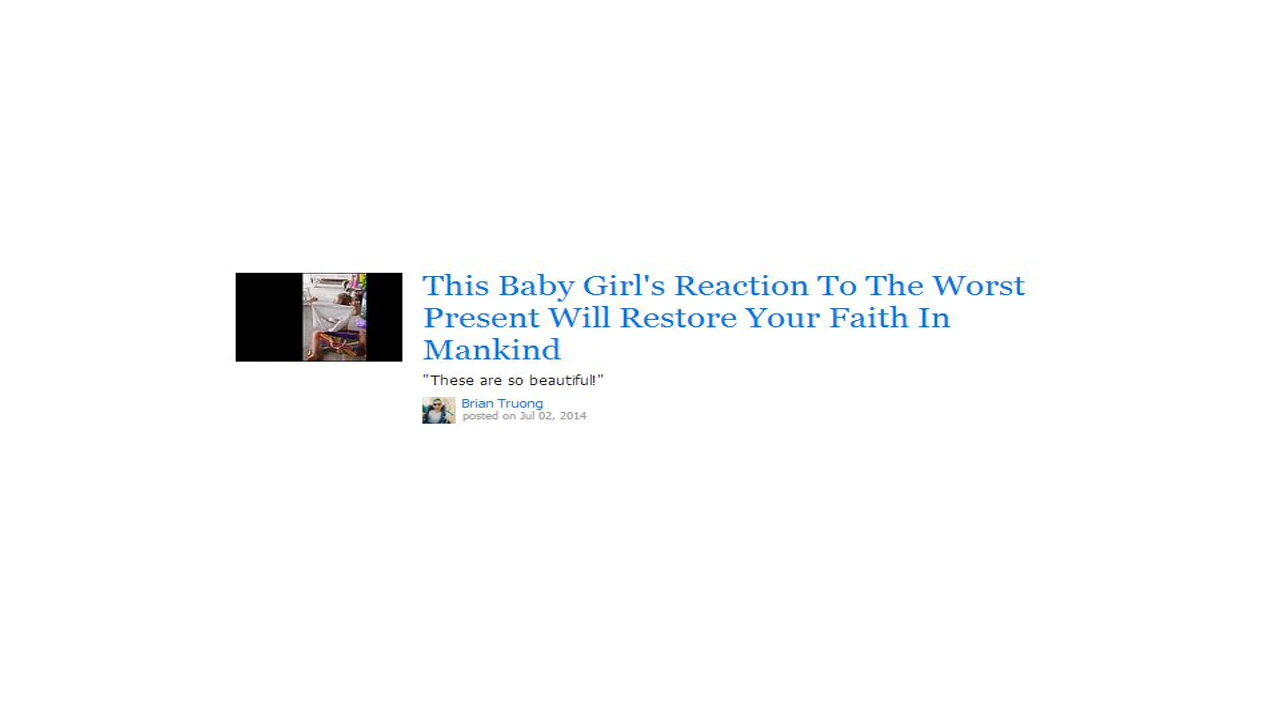 This Baby Girl's Reaction To The Worst
Present Will Restore Your Faith In
Mankind
"These are so beautiful!"
Brian Truong
posted on Jul 02, 2014